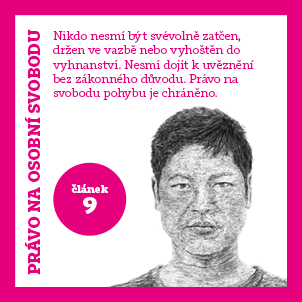 PRÁVO NA OSOBNÍ SVOBODU
Nikdo nesmí být svévolně zatčen,
držen ve vazbě nebo vyhoštěn do
vyhnanství. Nesmí dojít k uvěznění
bez zákonného důvodu. Právo na
svobodu pohybu je chráněno.
článek
9